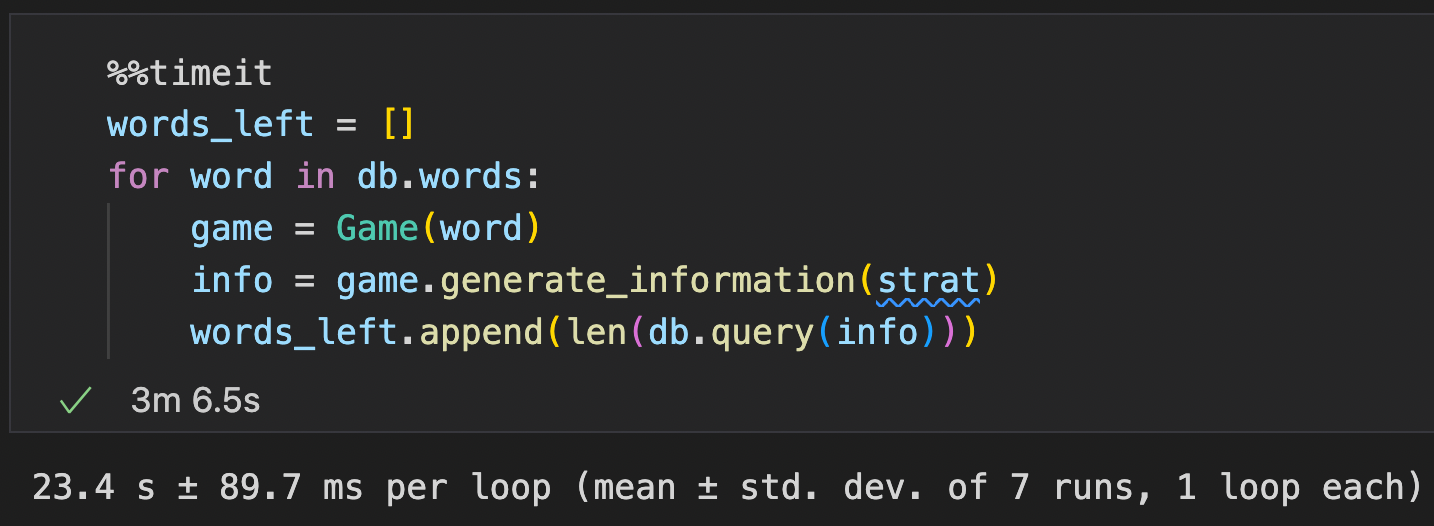 %%timeit
words_left = []
for word in db.words:
    game = Game(word)
    info = game.generate_information(strat)
    words_left.append(len(db.query(info)))
✓ 3m 6.5s
23.4 s ± 89.7 ms per loop (mean ± std. dev. of 7 runs, 1 loop each)